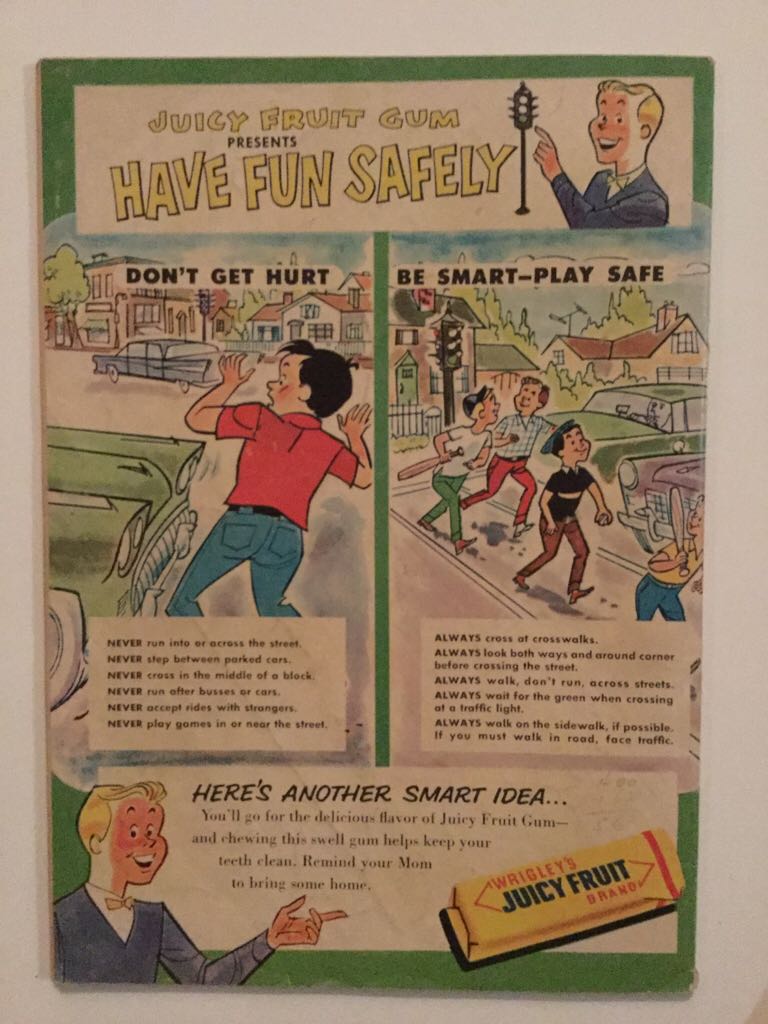 JUICY FRUIT GUM
PRESENTS
HAVE FUN SAFELY
DON'T GET HURT
NEVER run into or across the street.
NEVER step between parked cars.
NEVER cross in the middle of a block.
NEVER run after busses or cars.
NEVER accept rides with strangers.
NEVER play games in or near the street.
BE SMART—PLAY SAFE
ALWAYS cross at crosswalks.
ALWAYS look both ways and around corner
before crossing the street.
ALWAYS walk, don't run, across streets.
ALWAYS wait for the green when crossing
at a traffic light.
ALWAYS walk on the sidewalk, if possible.
If you must walk in road, face traffic.
HERE'S ANOTHER SMART IDEA...
You'll go for the delicious flavor of Juicy Fruit Gum—
and chewing this swell gum helps keep your
teeth clean. Remind your Mom
to bring some home.
WRIGLEY'S
JUICY FRUIT
BRAND